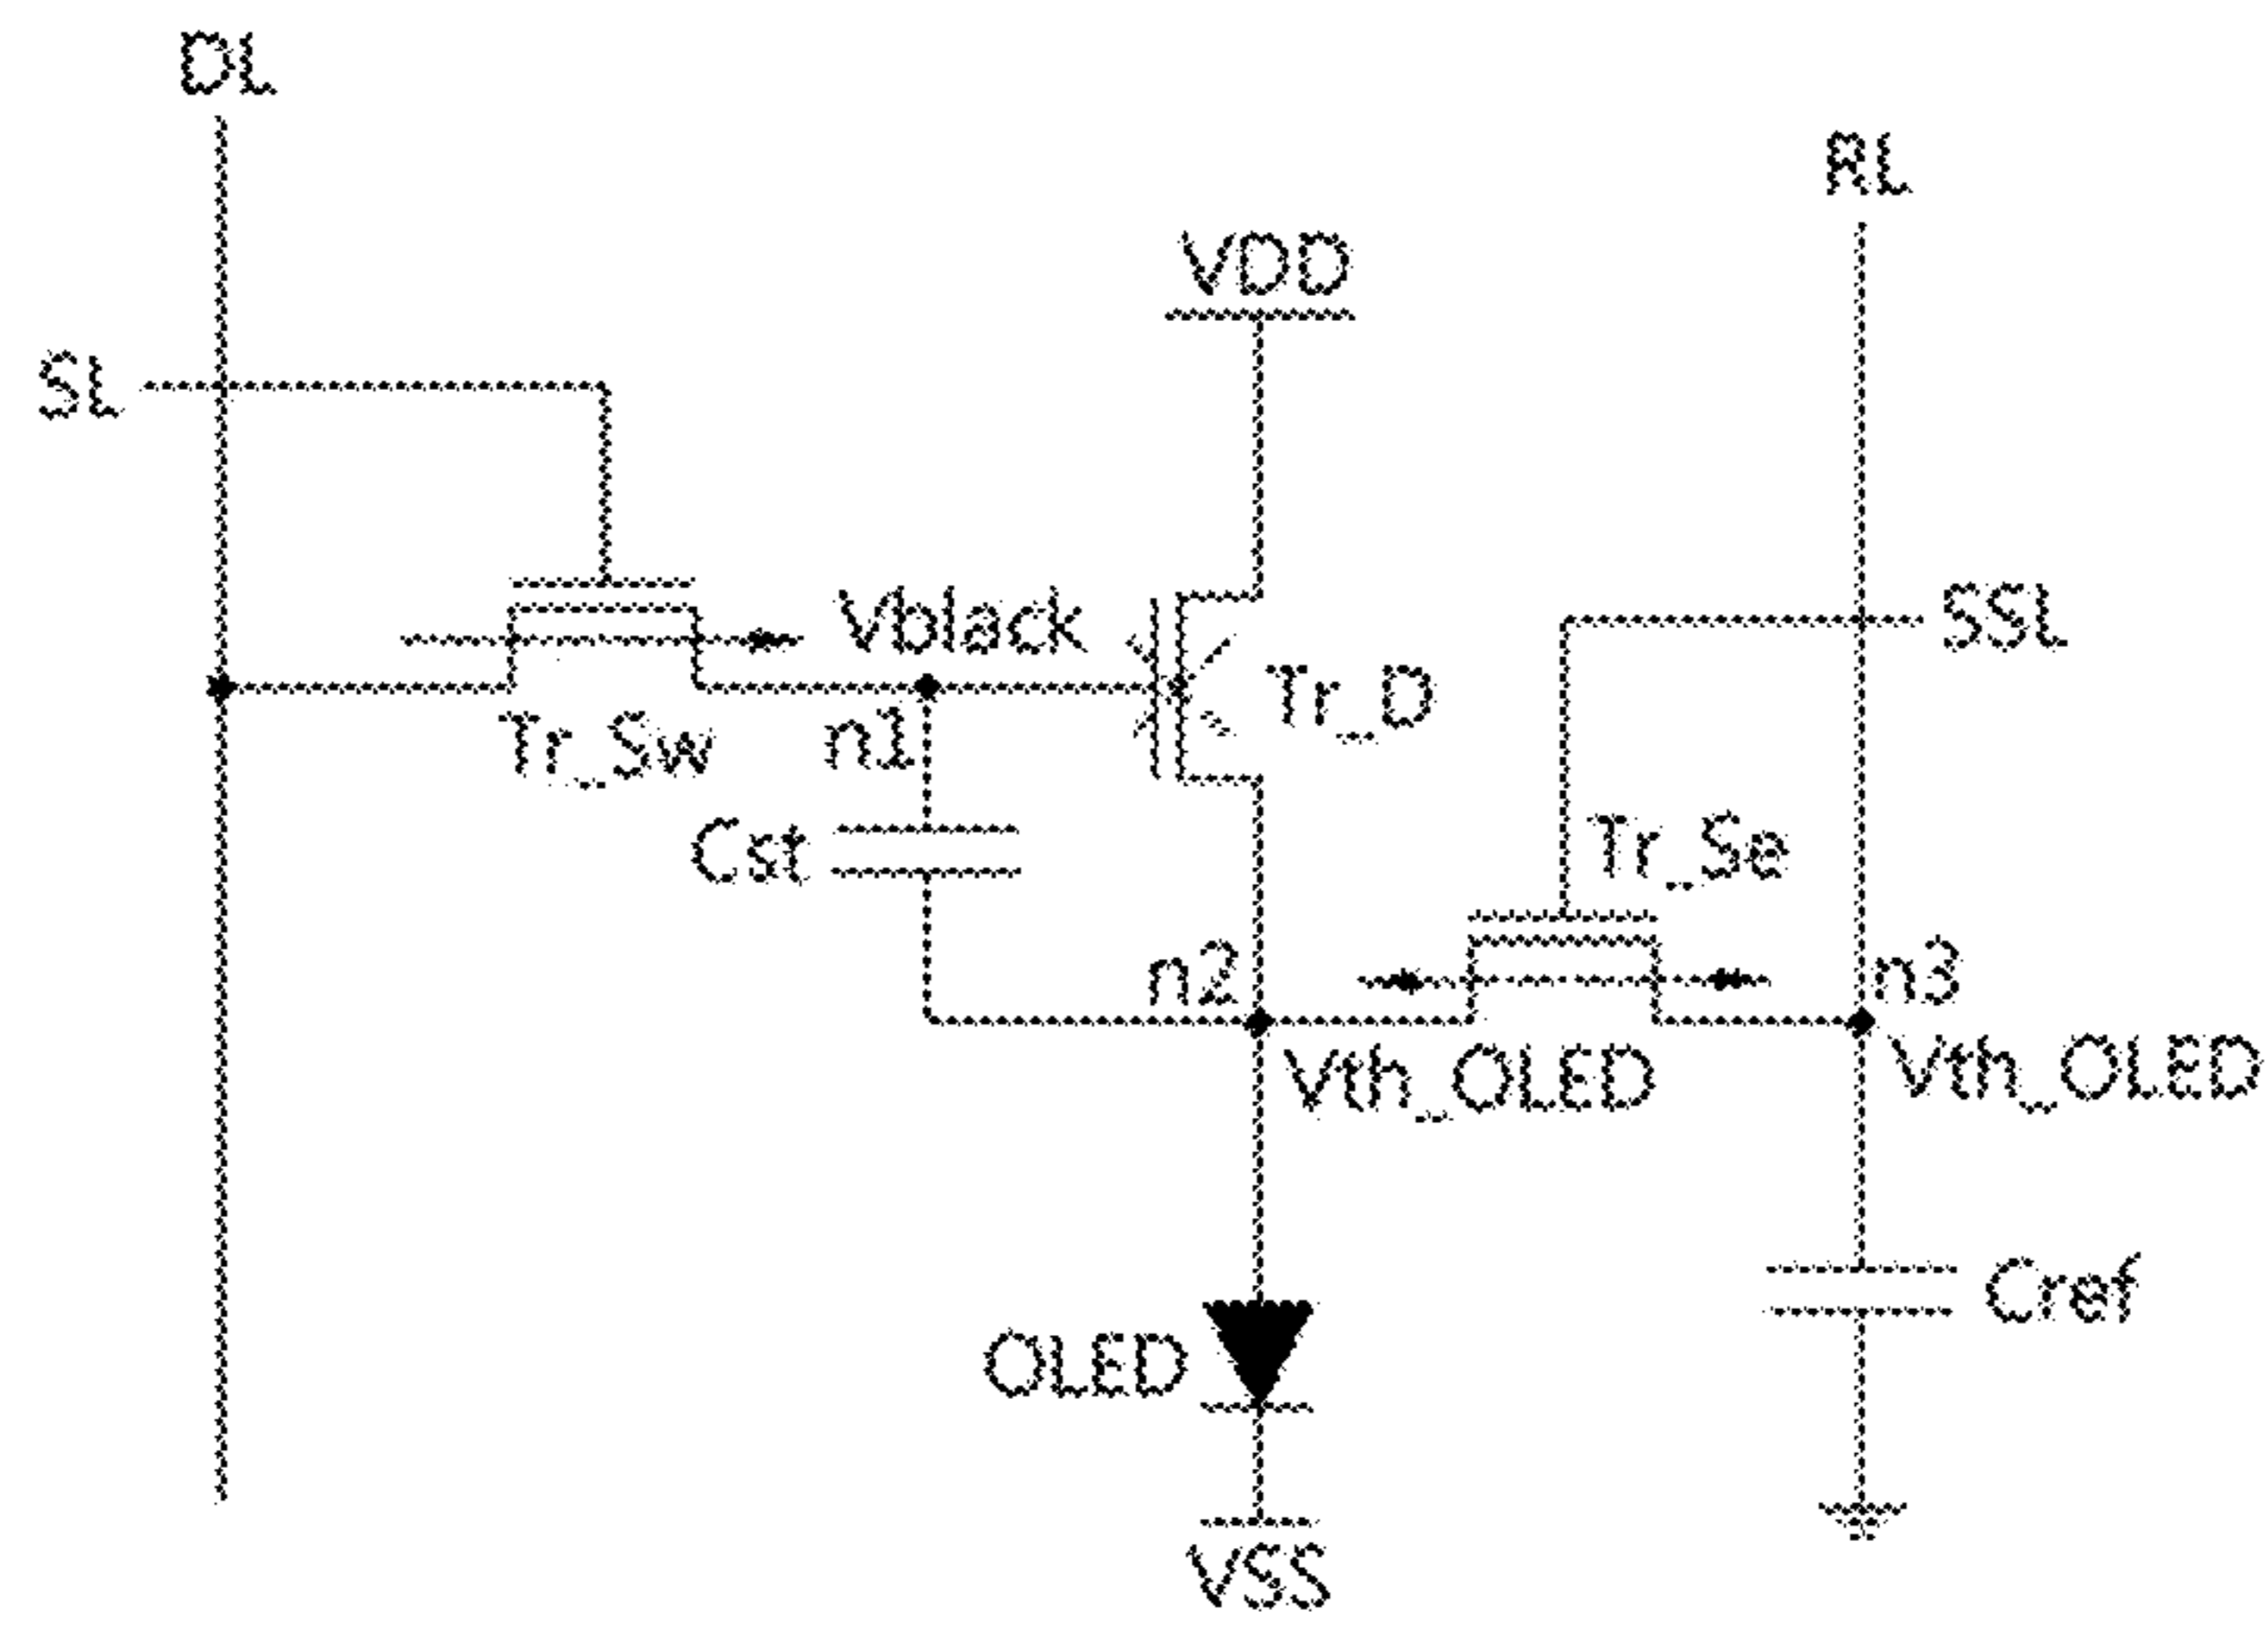 DL
RL
VDD
SL
Vblack
SSL
Tr_D
Tr_Sw
n1
Cst
Tr_Se
n2
n3
Vth_OLED
Vth_OLED
Cref
OLED
VSS